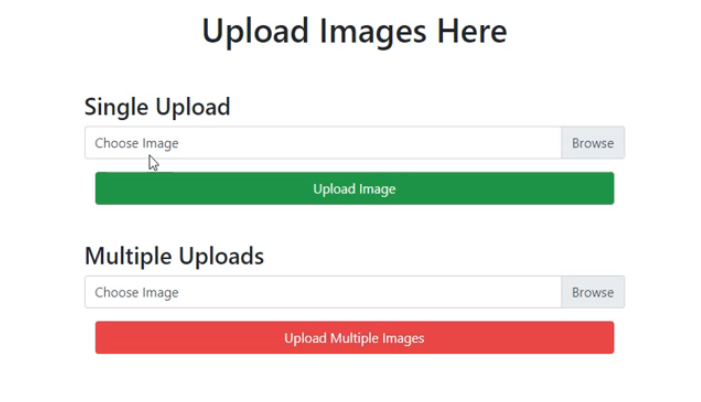 Upload Images Here
Single Upload
Choose Image Browse
Upload Image
Multiple Uploads
Choose Image Browse
Upload Multiple Images